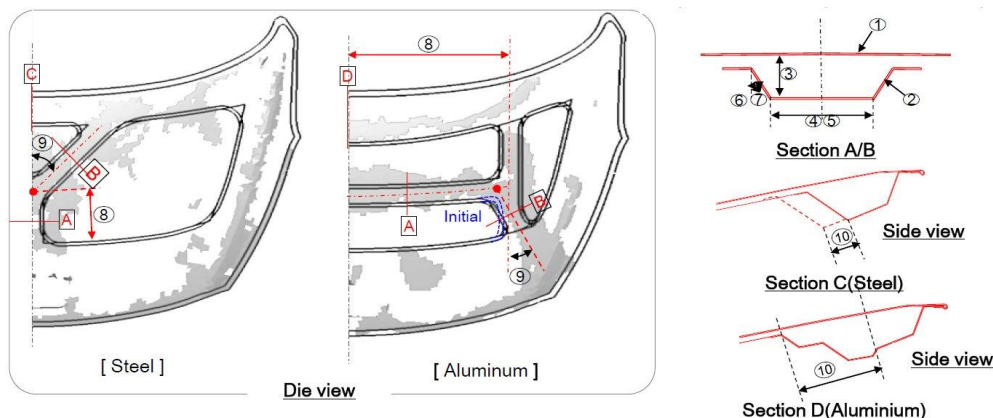 C
⑨
B
A
⑧
[ Steel ]
⑧
D
A
Initial
B
⑨
[ Aluminum ]
Die view
①
③
⑥ ⑦
②
④ ⑤
Section A/B
Side view
⑩
Section C(Steel)
Side view
⑩
Section D(Aluminium)